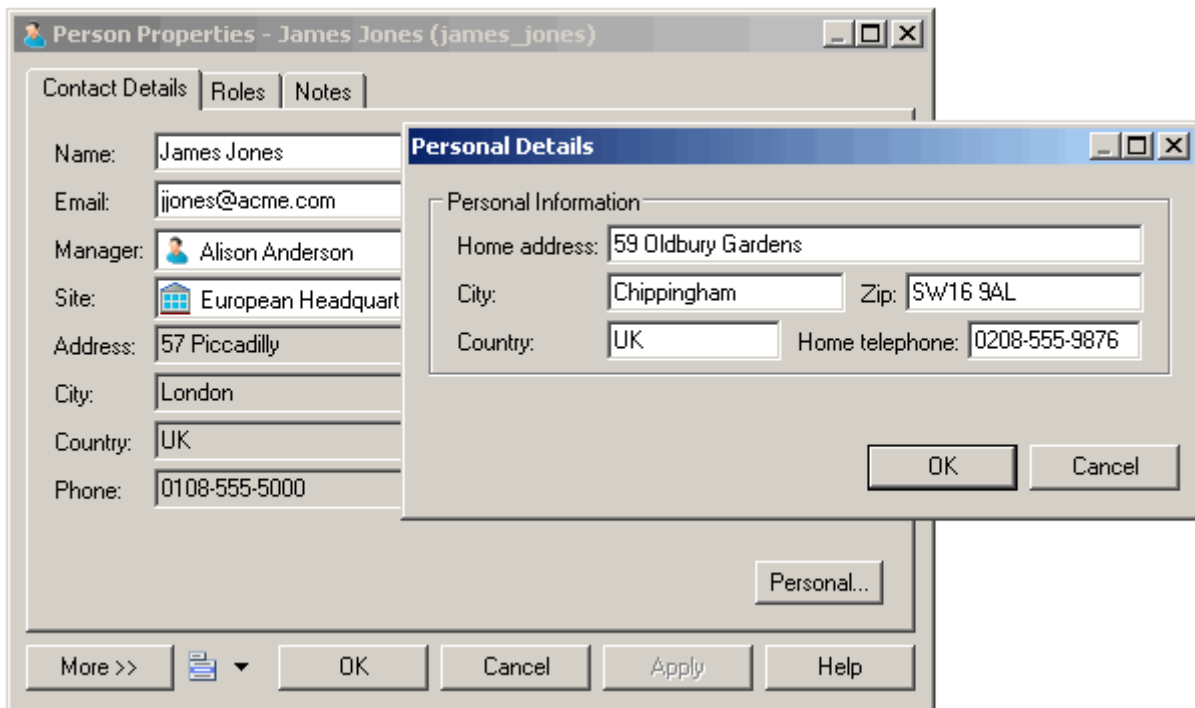 Person Properties - James Jones (james_jones)
Contact Details Roles Notes
Name: James Jones
Email: jjones@acme.com
Manager: Alison Anderson
Site: European Headquart
Address: 57 Piccadilly
City: London
Country: UK
Phone: 0108-555-5000
Personal...
More >> OK Cancel Apply Help
Personal Details
Personal Information
Home address: 59 Oldbury Gardens
City: Chippingham Zip: SW16 9AL
Country: UK Home telephone: 0208-555-9876
OK Cancel